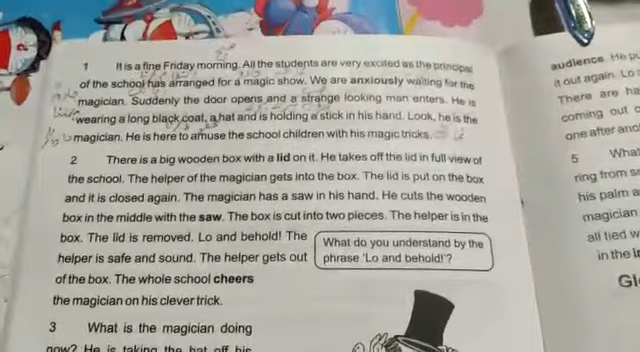 1 It is a fine Friday morning. All the students are very excited as the principal
of the school has arranged for a magic show. We are anxiously waiting for the
magician. Suddenly the door opens and a strange looking man enters. He is
wearing a long black coat, a hat and is holding a stick in his hand. Look, he is the
magician. He is here to amuse the school children with his magic tricks.
2 There is a big wooden box with a lid on it. He takes off the lid in full view of
the school. The helper of the magician gets into the box. The lid is put on the box
and it is closed again. The magician has a saw in his hand. He cuts the wooden
box in the middle with the saw. The box is cut into two pieces. The helper is in the
box. The lid is removed. Lo and behold! The
helper is safe and sound. The helper gets out
of the box. The whole school cheers
the magician on his clever trick.
What do you understand by the
phrase 'Lo and behold!'?
3 What is the magician doing
now? He is taking the hat off his
audience. He
it out again. Lo
There are
coming out
one after
5 What
ring from
his palm
magician
all tied
in the